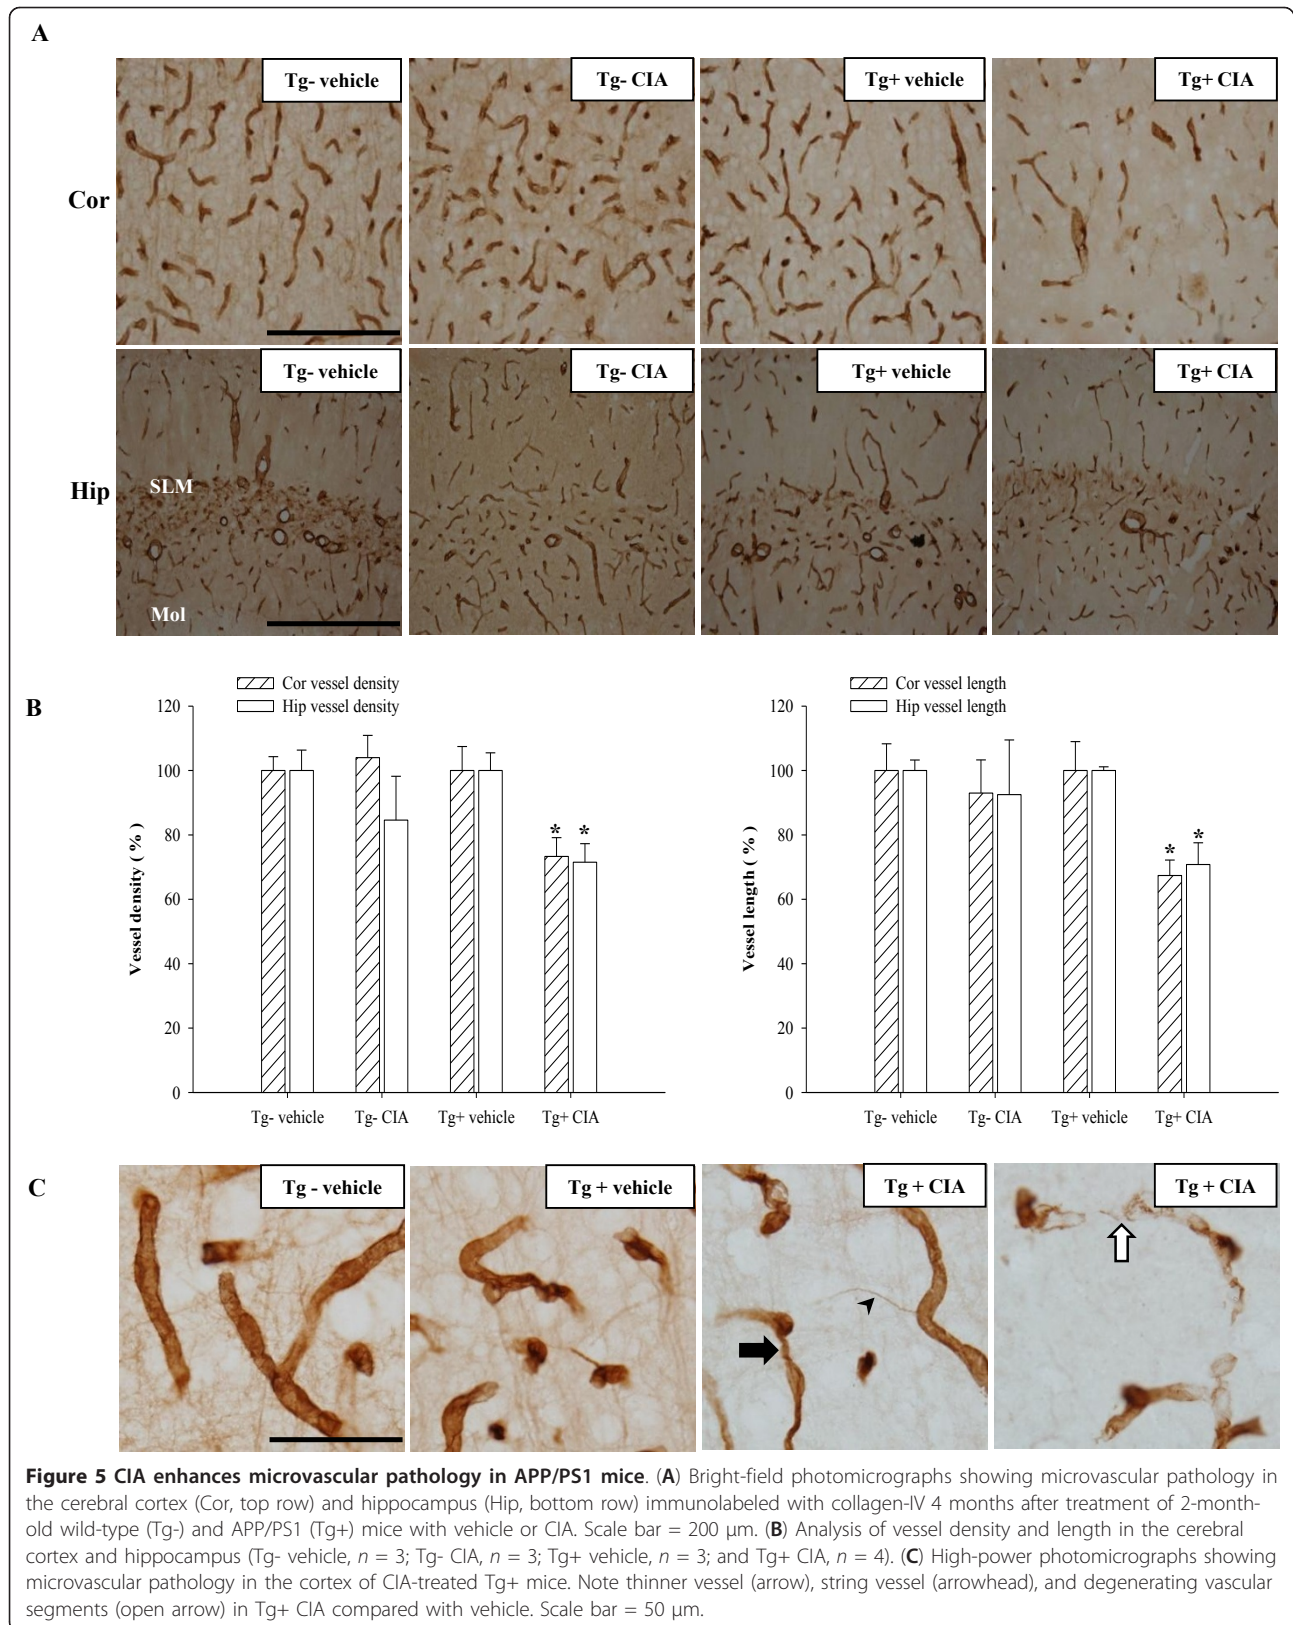 A
Tg- vehicle
Tg- CIA
Tg+ vehicle
Tg+ CIA
Cor
Tg- vehicle
Tg- CIA
Tg+ vehicle
Tg+ CIA
Hip
SLM
Mol
B
Cor vessel density
Hip vessel density
120
100
80
60
40
20
0
Vessel density ( % )
* *
Tg- vehicle Tg- CIA Tg+ vehicle Tg+ CIA
Cor vessel length
Hip vessel length
120
100
80
60
40
20
0
Vessel length ( % )
* *
Tg- vehicle Tg- CIA Tg+ vehicle Tg+ CIA
C
Tg - vehicle
Tg + vehicle
Tg + CIA
Tg + CIA
Figure 5 CIA enhances microvascular pathology in APP/PS1 mice. (A) Bright-field photomicrographs showing microvascular pathology in
the cerebral cortex (Cor, top row) and hippocampus (Hip, bottom row) immunolabeled with collagen-IV 4 months after treatment of 2-month-
old wild-type (Tg-) and APP/PS1 (Tg+) mice with vehicle or CIA. Scale bar = 200 μm. (B) Analysis of vessel density and length in the cerebral
cortex and hippocampus (Tg- vehicle, n = 3; Tg- CIA, n = 3; Tg+ vehicle, n = 3; and Tg+ CIA, n = 4). (C) High-power photomicrographs showing
microvascular pathology in the cortex of CIA-treated Tg+ mice. Note thinner vessel (arrow), string vessel (arrowhead), and degenerating vascular
segments (open arrow) in Tg+ CIA compared with vehicle. Scale bar = 50 μm.